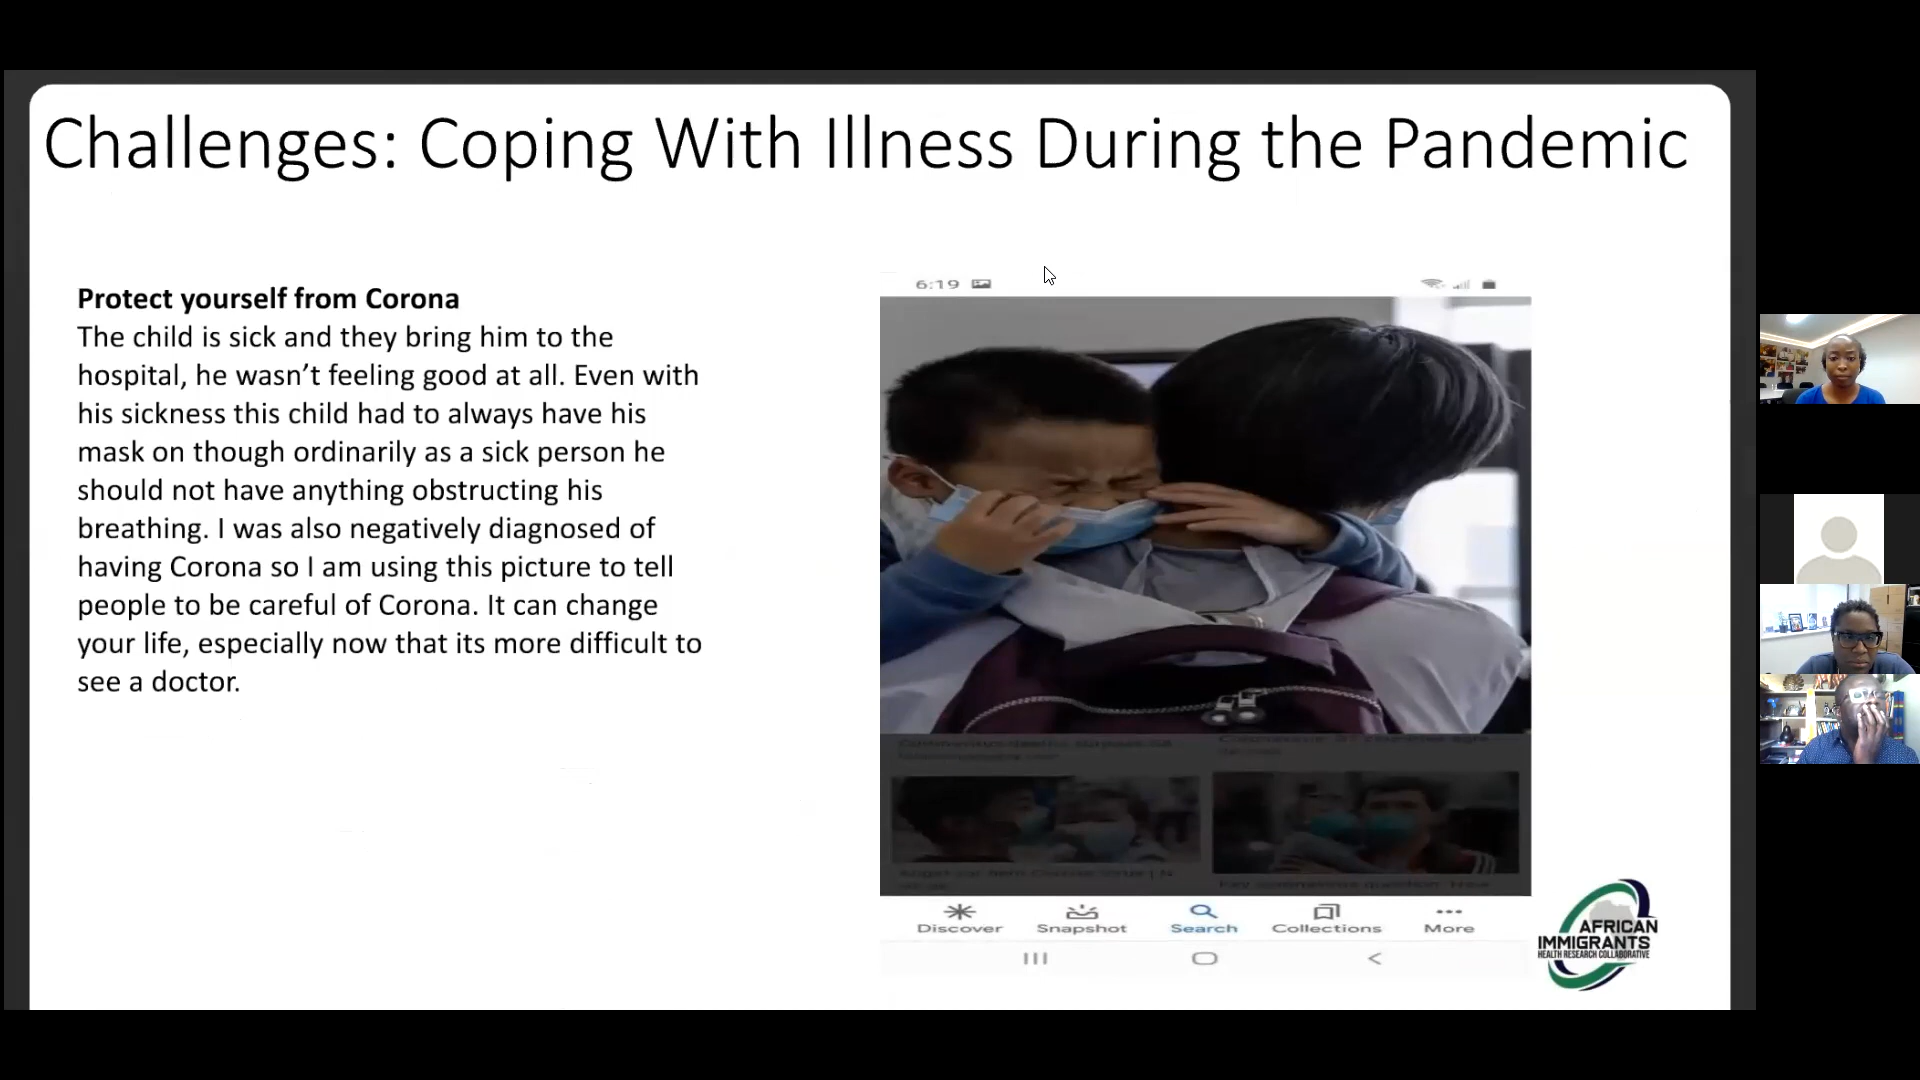 Challenges: Coping With Illness During the Pandemic
Protect yourself from Corona
The child is sick and they bring him to the
hospital, he wasn’t feeling good at all. Even with
his sickness this child had to always have his
mask on though ordinarily as a sick person he
should not have anything obstructing his
breathing. I was also negatively diagnosed of
having Corona so I am using this picture to tell
people to be careful of Corona. It can change
your life, especially now that its more difficult to
see a doctor.
6:19
Discover Snapshot Search Collections More
AFRICAN
IMMIGRANTS
HEALTH RESEARCH COLLABORATIVE